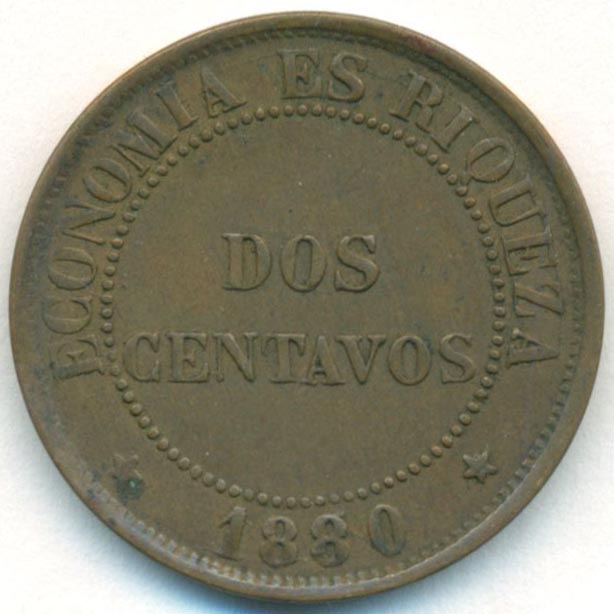 ECONOMIA ES RIQUEZA
DOS
CENTAVOS
1880